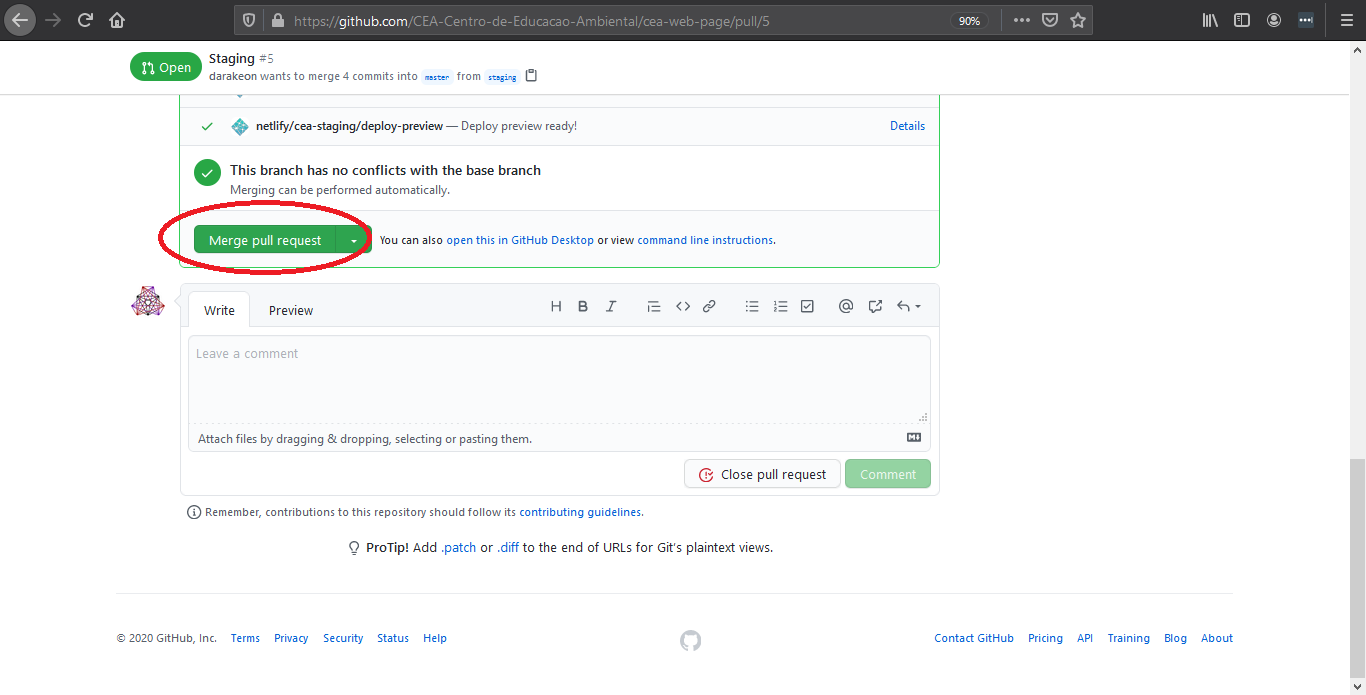 https://github.com/CEA-Centro-de-Educacao-Ambiental/cea-web-page/pull/5
90%
Open
Staging #5
darakeon wants to merge 4 commits into master from staging
netlify/cea-staging/deploy-preview — Deploy preview ready!
Details
This branch has no conflicts with the base branch
Merging can be performed automatically.
Merge pull request
You can also open this in GitHub Desktop or view command line instructions.
Write
Preview
Leave a comment
Attach files by dragging & dropping, selecting or pasting them.
Close pull request
Comment
Remember, contributions to this repository should follow its contributing guidelines.
ProTip! Add .patch or .diff to the end of URLs for Git's plaintext views.
© 2020 GitHub, Inc. Terms Privacy Security Status Help
Contact GitHub Pricing API Training Blog About